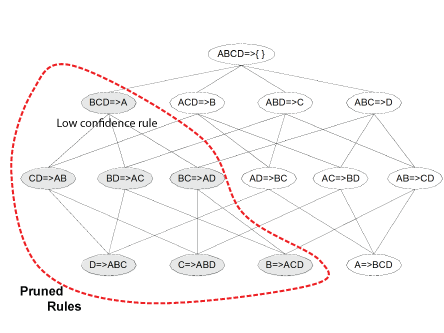 ABCD=>{ }
BCD=>A
ACD=>B
ABD=>C
ABC=>D
Low confidence rule
CD=>AB
BD=>AC
BC=>AD
AD=>BC
AC=>BD
AB=>CD
D=>ABC
C=>ABD
B=>ACD
A=>BCD
Pruned
Rules